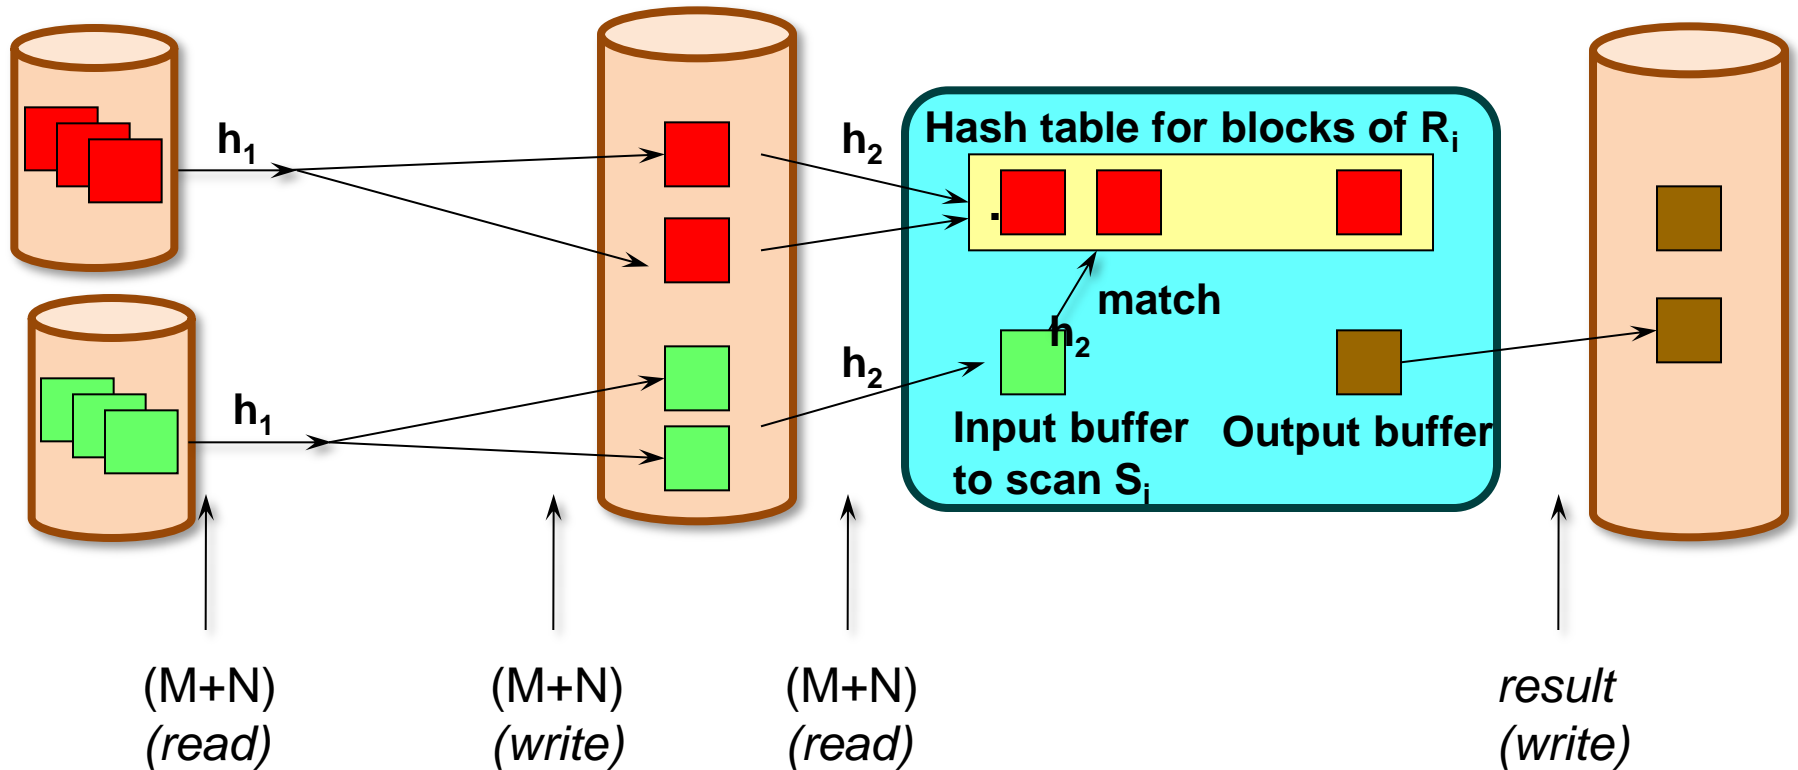 h₁
h₂
Hash table for blocks of Rᵢ
.
match
h₂
h₁
h₂
Input buffer
to scan Sᵢ
Output buffer
(M+N)
(read)
(M+N)
(write)
(M+N)
(read)
result
(write)